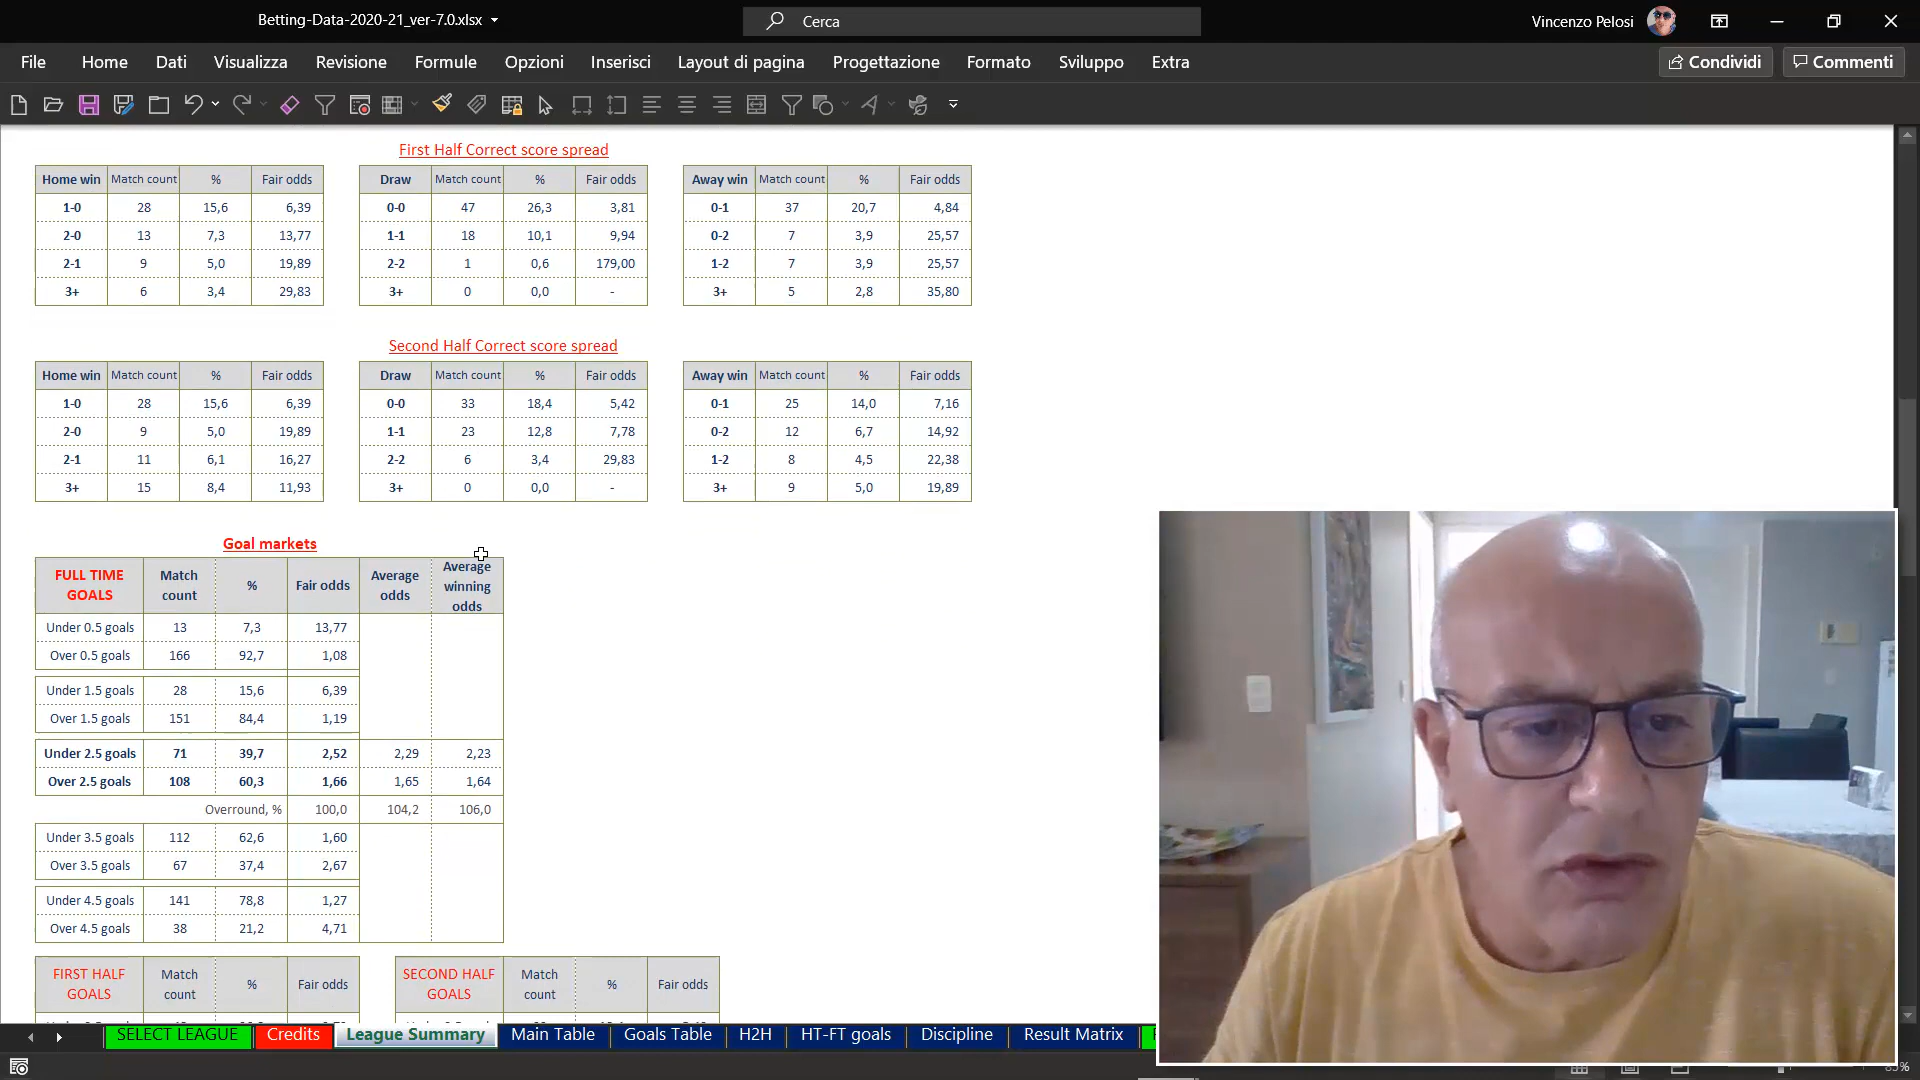 Betting-Data-2020-21_ver-7.0.xlsx
Cerca
Vincenzo Pelosi
File Home Dati Visualizza Revisione Formule Opzioni Inserisci Layout di pagina Progettazione Formato Sviluppo Extra
Condividi Commenti
First Half Correct score spread
Home win Match count % Fair odds Draw Match count % Fair odds Away win Match count % Fair odds
1-0 28 15,6 6,39 0-0 47 26,3 3,81 0-1 37 20,7 4,84
2-0 13 7,3 13,77 1-1 18 10,1 9,94 0-2 7 3,9 25,57
2-1 9 5,0 19,89 2-2 1 0,6 179,00 1-2 7 3,9 25,57
3+ 6 3,4 29,83 3+ 0 0,0 - 3+ 5 2,8 35,80
Second Half Correct score spread
Home win Match count % Fair odds Draw Match count % Fair odds Away win Match count % Fair odds
1-0 28 15,6 6,39 0-0 33 18,4 5,42 0-1 25 14,0 7,16
2-0 9 5,0 19,89 1-1 23 12,8 7,78 0-2 12 6,7 14,92
2-1 11 6,1 16,27 2-2 6 3,4 29,83 1-2 8 4,5 22,38
3+ 15 8,4 11,93 3+ 0 0,0 - 3+ 9 5,0 19,89
Goal markets
FULL TIME GOALS Match count % Fair odds Average odds Average winning odds
Under 0.5 goals 13 7,3 13,77
Over 0.5 goals 166 92,7 1,08
Under 1.5 goals 28 15,6 6,39
Over 1.5 goals 151 84,4 1,19
Under 2.5 goals 71 39,7 2,52 2,29 2,23
Over 2.5 goals 108 60,3 1,66 1,65 1,64
Overround, % 100,0 104,2 106,0
Under 3.5 goals 112 62,6 1,60
Over 3.5 goals 67 37,4 2,67
Under 4.5 goals 141 78,8 1,27
Over 4.5 goals 38 21,2 4,71
FIRST HALF GOALS Match count % Fair odds SECOND HALF GOALS Match count % Fair odds
SELECT LEAGUE Credits League Summary Main Table Goals Table H2H HT-FT goals Discipline Result Matrix